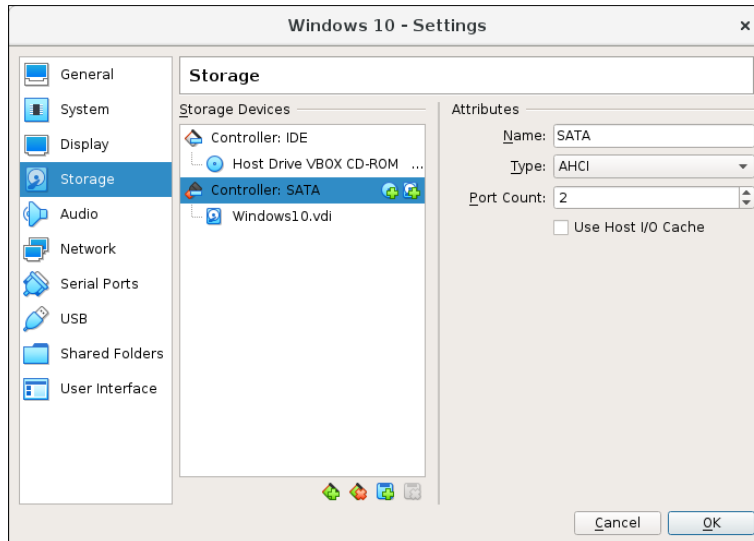 Windows 10 - Settings
General
System
Display
Storage
Audio
Network
Serial Ports
USB
Shared Folders
User Interface
Storage
Storage Devices
Controller: IDE
Host Drive VBOX CD-ROM ...
Controller: SATA
Windows10.vdi
Attributes
Name: SATA
Type: AHCI
Port Count: 2
Use Host I/O Cache
Cancel
OK